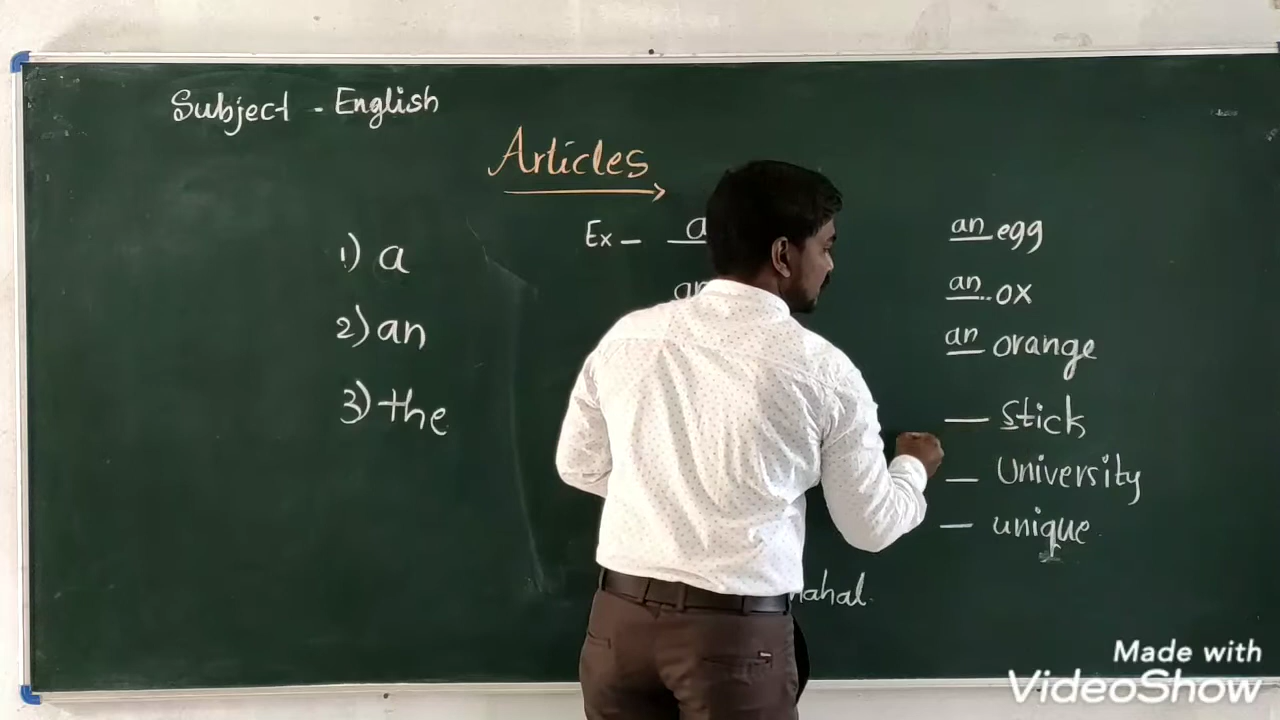 Subject - English
Articles
1) a
2) an
3) the
Ex -
an egg
an ox
an orange
— Stick
— University
— unique
Made with
VideoShow